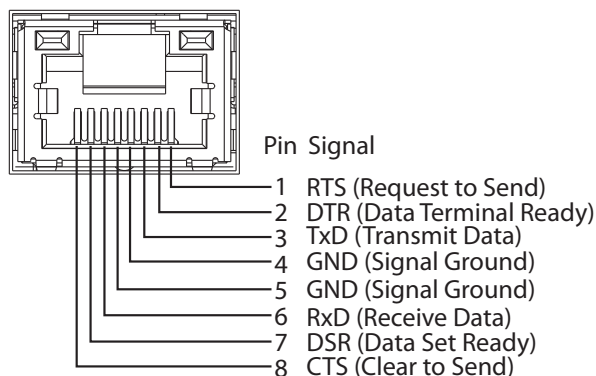 Pin Signal
1 RTS (Request to Send)
2 DTR (Data Terminal Ready)
3 TxD (Transmit Data)
4 GND (Signal Ground)
5 GND (Signal Ground)
6 RxD (Receive Data)
7 DSR (Data Set Ready)
8 CTS (Clear to Send)